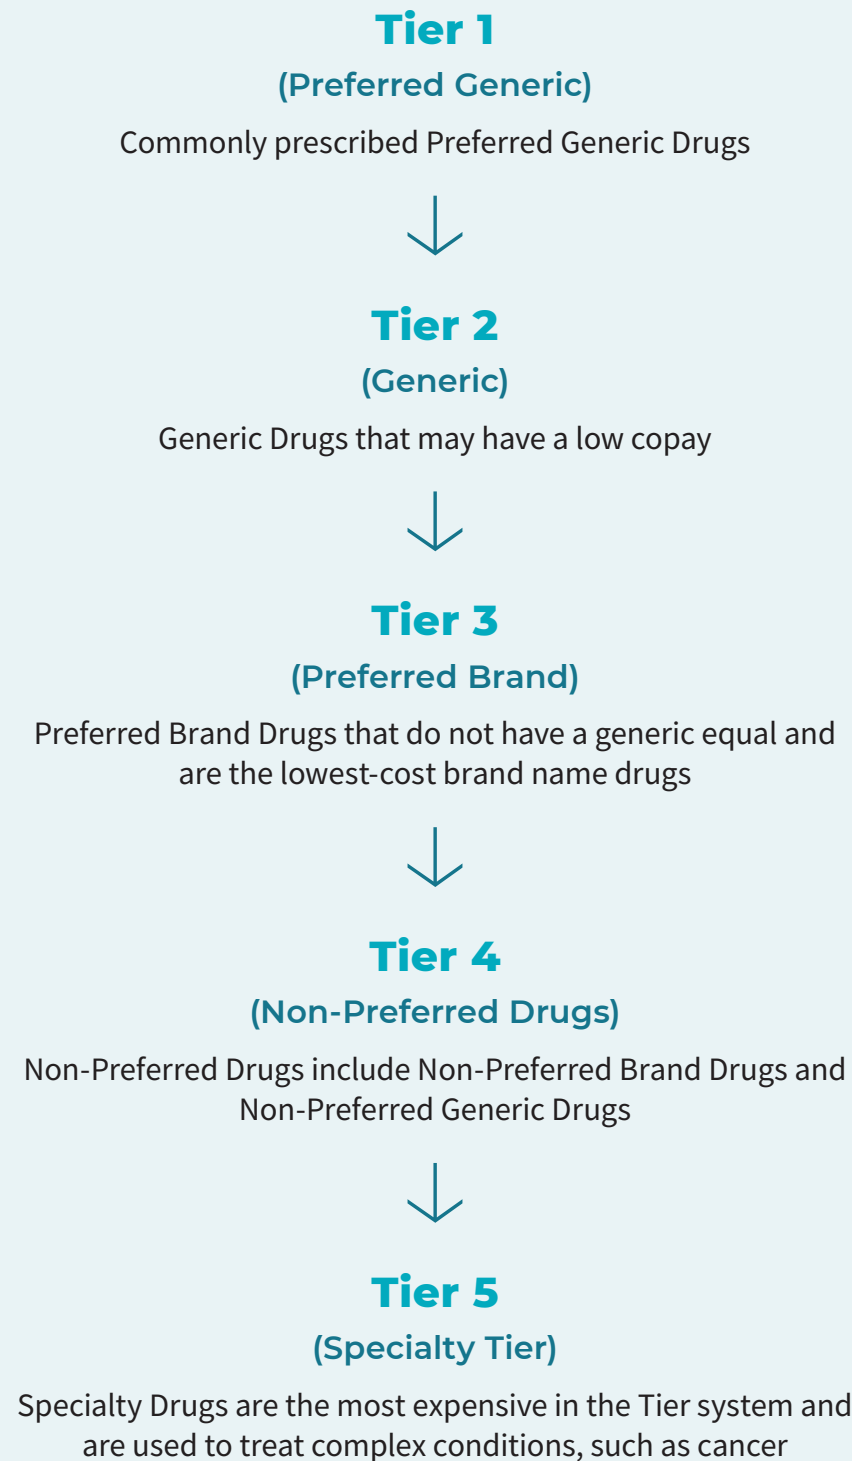 Tier 1
(Preferred Generic)
Commonly prescribed Preferred Generic Drugs
Tier 2
(Generic)
Generic Drugs that may have a low copay
Tier 3
(Preferred Brand)
Preferred Brand Drugs that do not have a generic equal and
are the lowest-cost brand name drugs
Tier 4
(Non-Preferred Drugs)
Non-Preferred Drugs include Non-Preferred Brand Drugs and
Non-Preferred Generic Drugs
Tier 5
(Specialty Tier)
Specialty Drugs are the most expensive in the Tier system and
are used to treat complex conditions, such as cancer